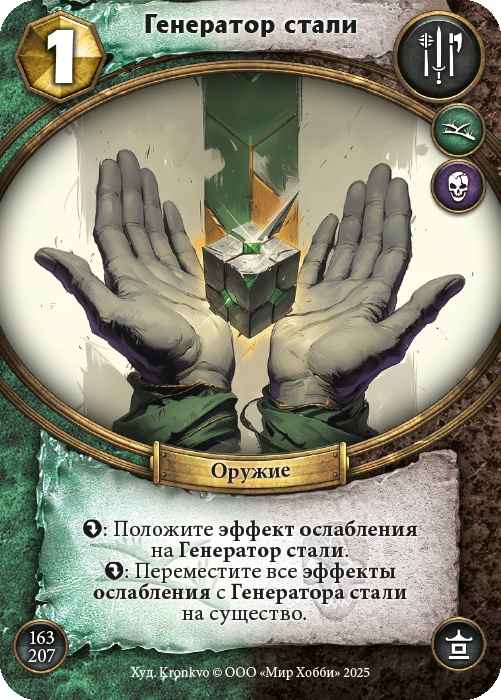 Генератор стали
1
Оружие
: Положите эффект ослабления
на Генератор стали.
: Переместите все эффекты
ослабления с Генератора стали
на существо.
163
207
Худ. Kronkvo © ООО «Мир Хобби» 2025